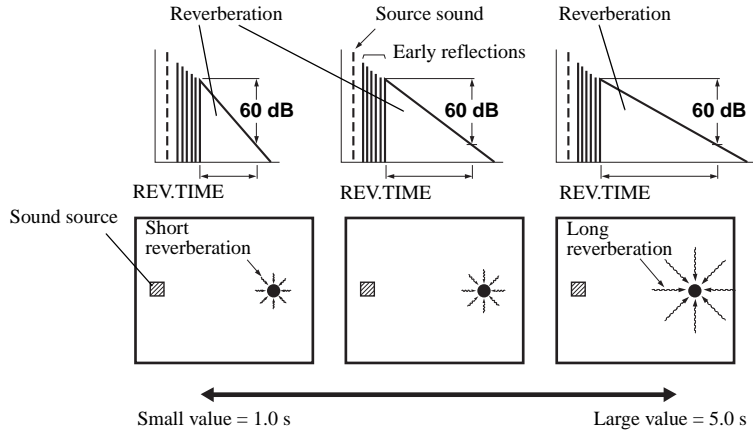 Reverberation
Source sound
Reverberation
Early reflections
60 dB
60 dB
60 dB
REV.TIME
REV.TIME
REV.TIME
Sound source
Short
reverberation
Long
reverberation
Small value = 1.0 s
Large value = 5.0 s